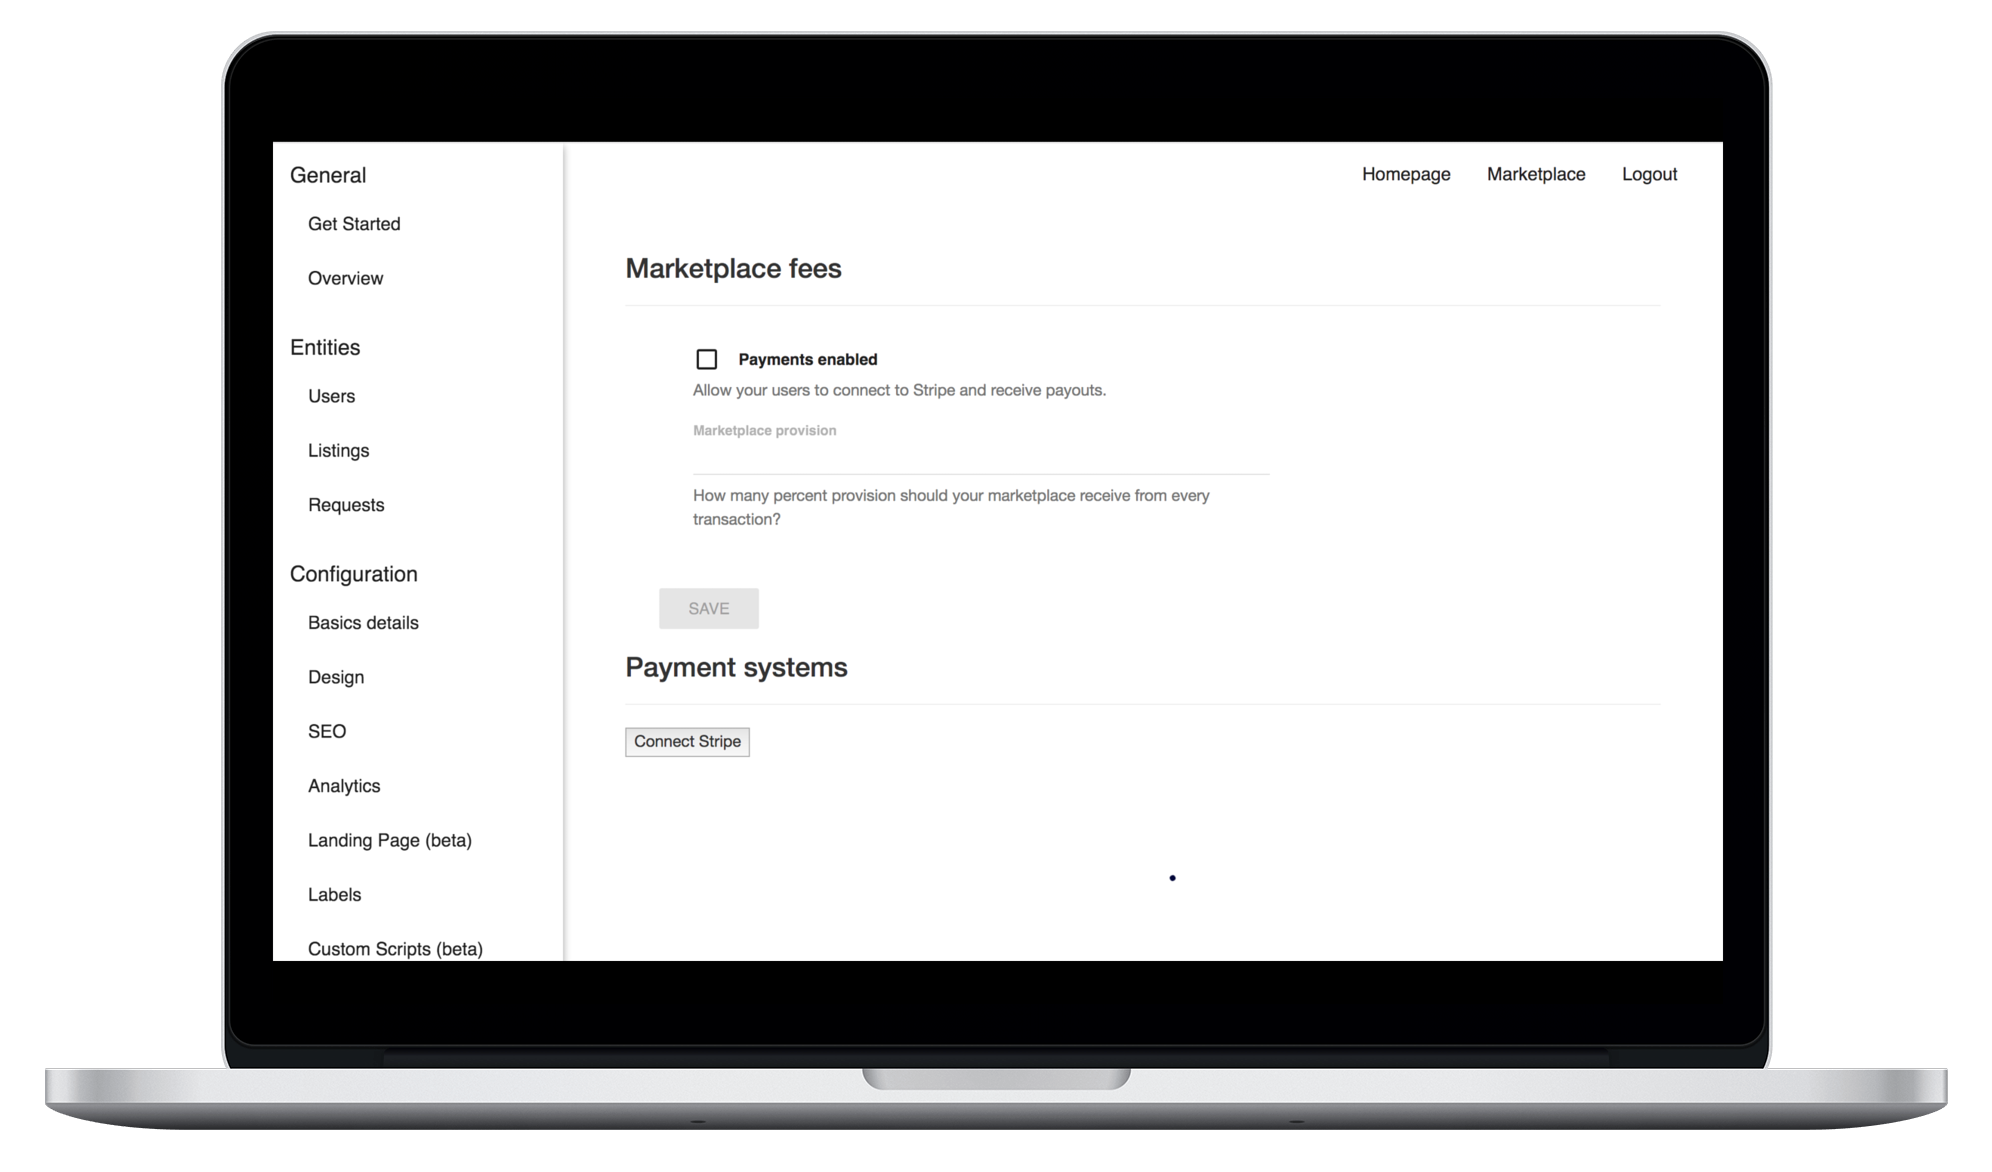 General
Get Started
Overview
Entities
Users
Listings
Requests
Configuration
Basics details
Design
SEO
Analytics
Landing Page (beta)
Labels
Custom Scripts (beta)
Homepage Marketplace Logout
Marketplace fees
Payments enabled
Allow your users to connect to Stripe and receive payouts.
Marketplace provision
How many percent provision should your marketplace receive from every
transaction?
SAVE
Payment systems
Connect Stripe